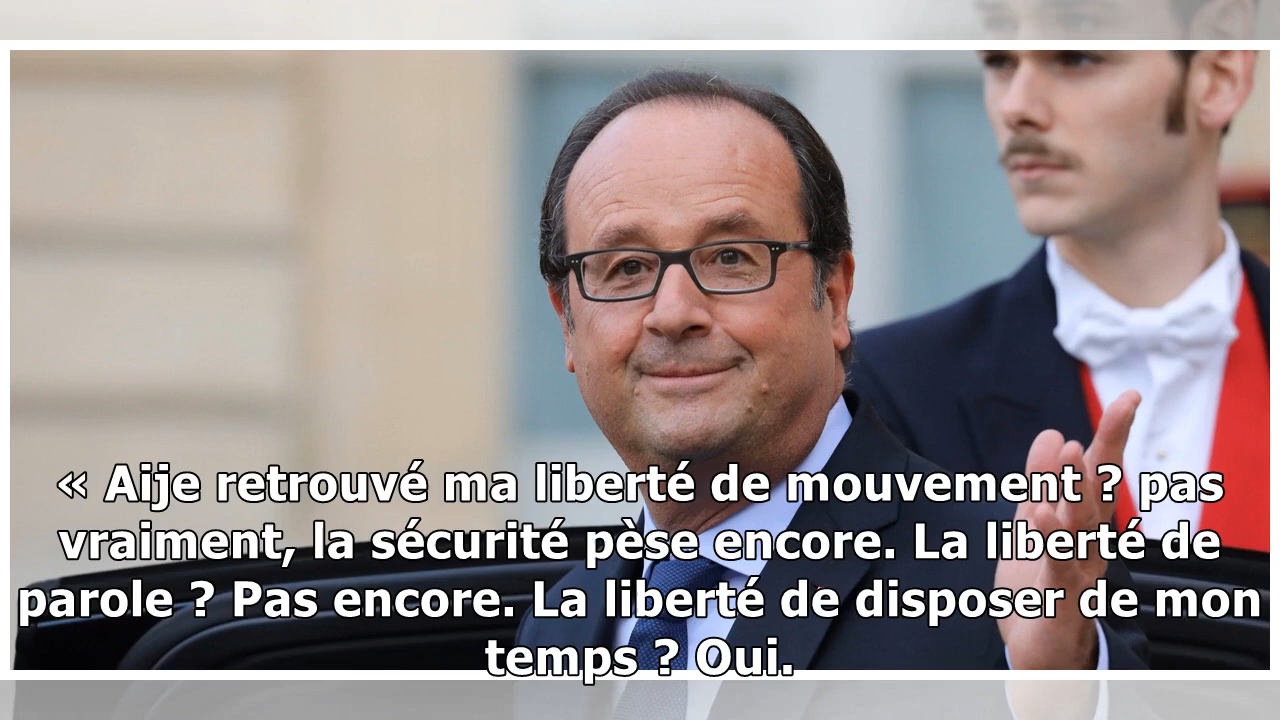 « Aije retrouvé ma liberté de mouvement ? pas
vraiment, la sécurité pèse encore. La liberté de
parole ? Pas encore. La liberté de disposer de mon
temps ? Oui.